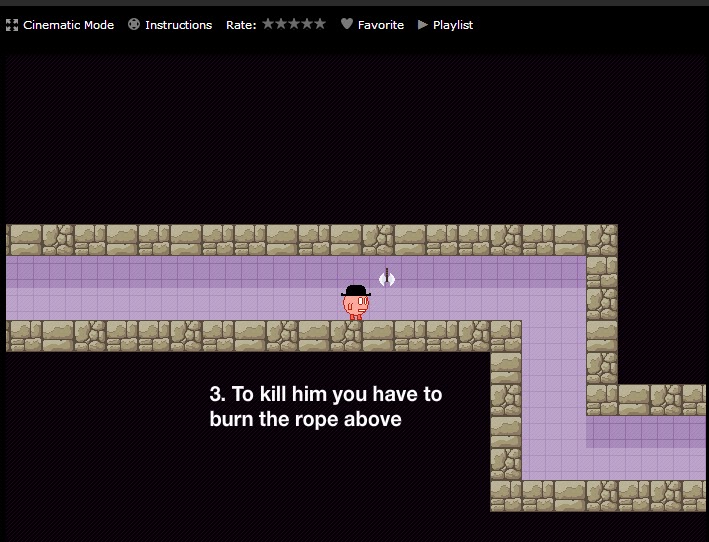 Cinematic Mode Instructions Rate: Favorite Playlist
3. To kill him you have to
burn the rope above